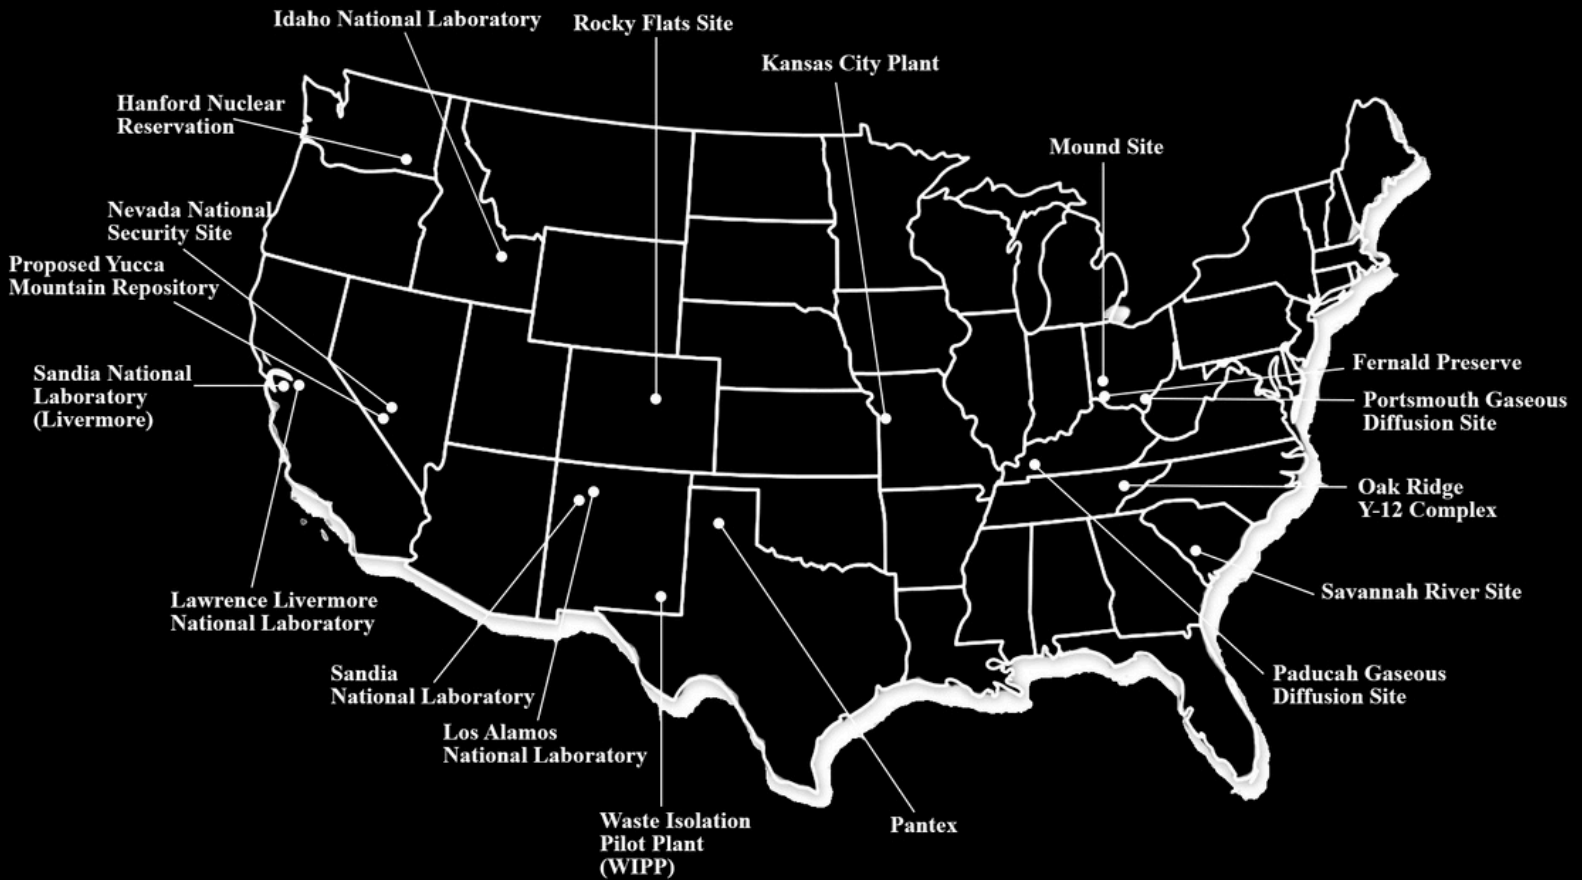 Idaho National Laboratory
Rocky Flats Site
Kansas City Plant
Hanford Nuclear
Reservation
Mound Site
Nevada National
Security Site
Proposed Yucca
Mountain Repository
Sandia National
Laboratory
(Livermore)
Fernald Preserve
Portsmouth Gaseous
Diffusion Site
Oak Ridge
Y-12 Complex
Savannah River Site
Lawrence Livermore
National Laboratory
Sandia
National Laboratory
Los Alamos
National Laboratory
Paducah Gaseous
Diffusion Site
Waste Isolation
Pilot Plant
(WIPP)
Pantex